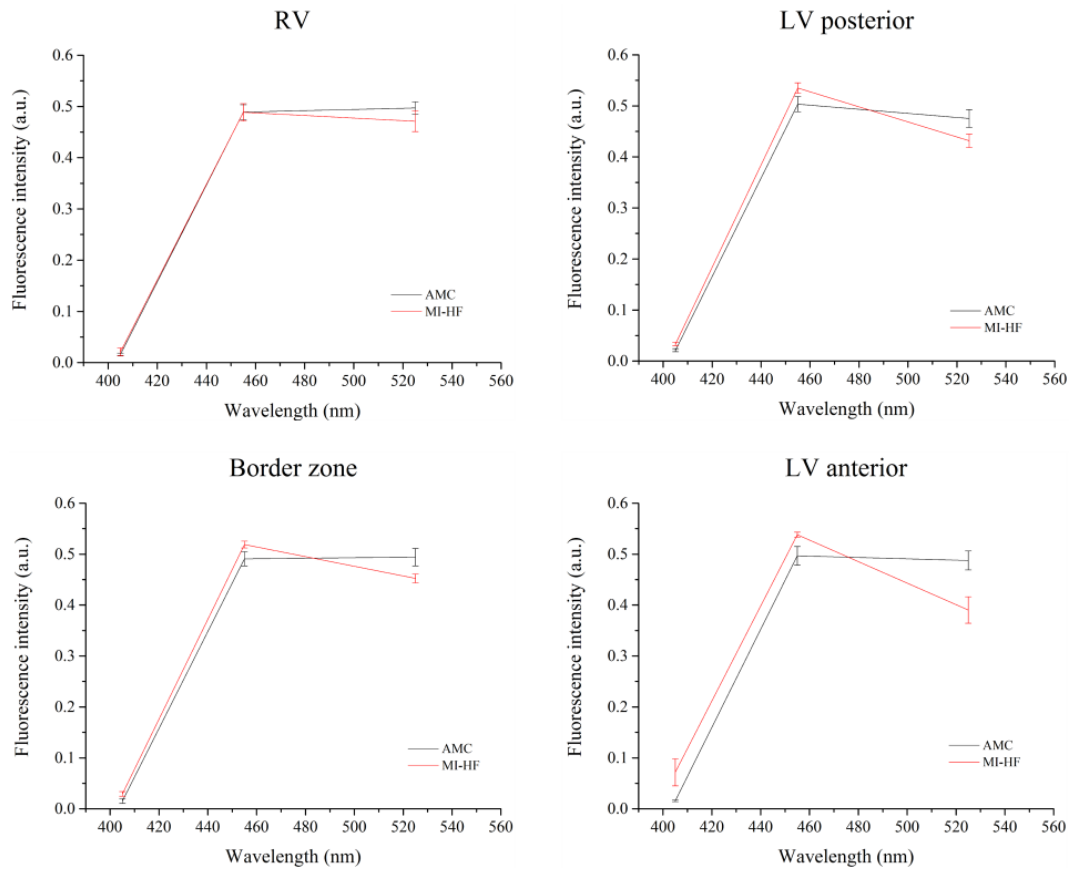 RV
0.6
0.5
0.4
0.3
0.2
0.1
0.0
Fluorescence intensity (a.u.)
AMC
MI-HF
400 420 440 460 480 500 520 540 560
Wavelength (nm)
LV posterior
0.6
0.5
0.4
0.3
0.2
0.1
0.0
Fluorescence intensity (a.u.)
AMC
MI-HF
400 420 440 460 480 500 520 540 560
Wavelength (nm)
Border zone
0.6
0.5
0.4
0.3
0.2
0.1
0.0
Fluorescence intensity (a.u.)
AMC
MI-HF
400 420 440 460 480 500 520 540 560
Wavelength (nm)
LV anterior
0.6
0.5
0.4
0.3
0.2
0.1
0.0
Fluorescence intensity (a.u.)
AMC
MI-HF
400 420 440 460 480 500 520 540 560
Wavelength (nm)